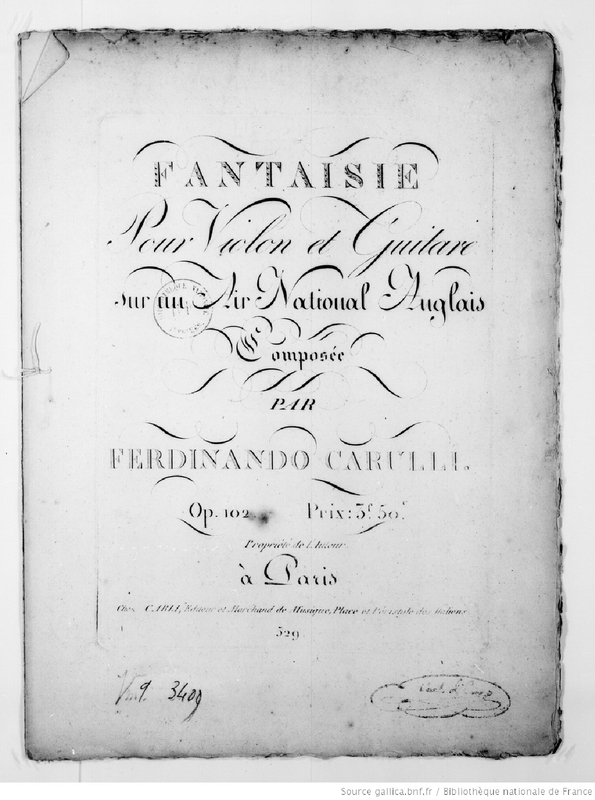 FANTAISIE
Pour Violon et Guitare
sur un Air National Anglais
Composée
PAR
FERDINANDO CARULLI.
Op. 102 Prix: 3f. 50c.
Propriété de l'Auteur.
à Paris
Chez CARLI, Editeur et Marchand de Musique, Place et Péristile des Italiens
329.
Vm9. 3409
Source gallica.bnf.fr / Bibliothèque nationale de France